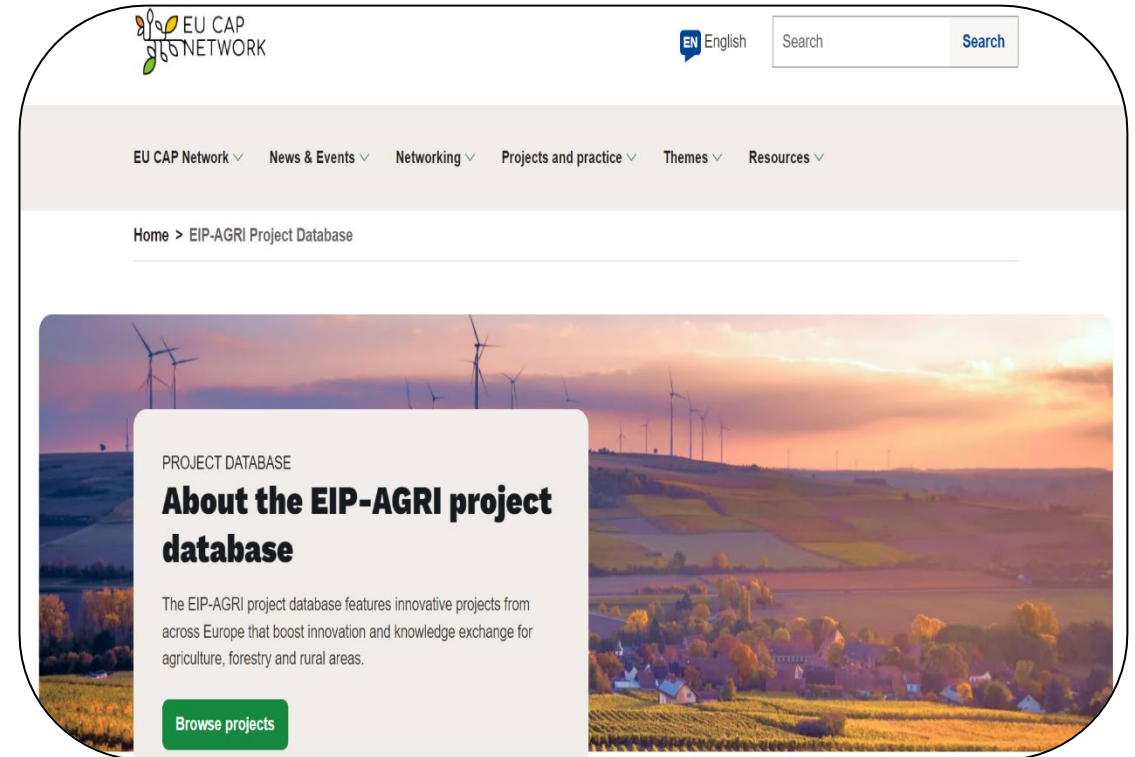 EU CAP
NETWORK
EN English
Search
Search
EU CAP Network
News & Events
Networking
Projects and practice
Themes
Resources
Home > EIP-AGRI Project Database
PROJECT DATABASE
About the EIP-AGRI project
database
The EIP-AGRI project database features innovative projects from
across Europe that boost innovation and knowledge exchange for
agriculture, forestry and rural areas.
Browse projects